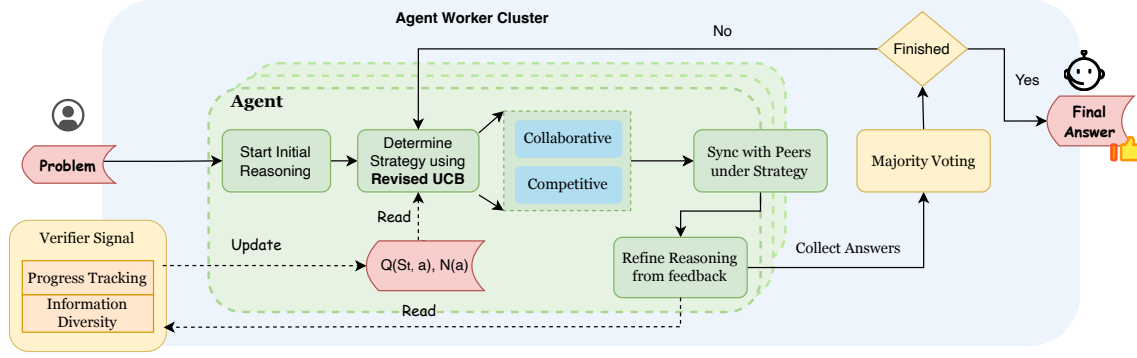 Agent Worker Cluster
No
Finished
Yes
Final
Answer
Agent
Problem
Start Initial
Reasoning
Determine
Strategy using
Revised UCB
Collaborative
Competitive
Sync with Peers
under Strategy
Majority Voting
Read
Verifier Signal
Progress Tracking
Information
Diversity
Update
Q(St, a), N(a)
Refine Reasoning
from feedback
Collect Answers
Read